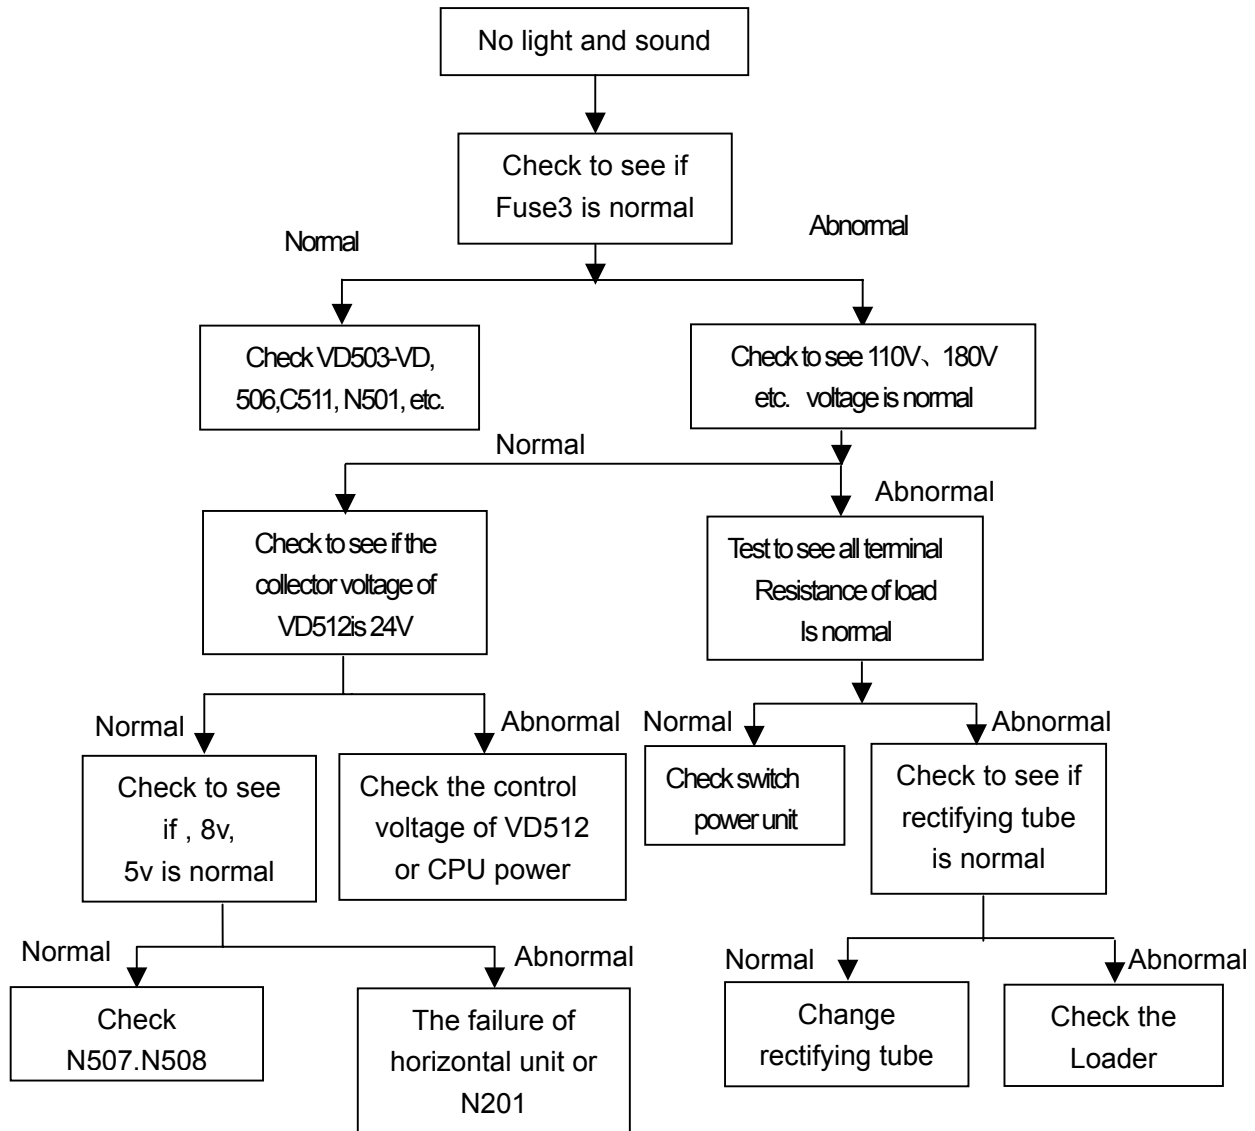 No light and sound
Check to see if
Fuse3 is normal
Normal
Abnormal
Check VD503-VD,
506,C511, N501, etc.
Check to see 110V、180V
etc. voltage is normal
Normal
Abnormal
Check to see if the
collector voltage of
VD512is 24V
Test to see all terminal
Resistance of load
Is normal
Normal
Abnormal
Normal
Abnormal
Check to see
if , 8v,
5v is normal
Check the control
voltage of VD512
or CPU power
Check switch
power unit
Check to see if
rectifying tube
is normal
Normal
Abnormal
Normal
Abnormal
Check
N507.N508
The failure of
horizontal unit or
N201
Change
rectifying tube
Check the
Loader